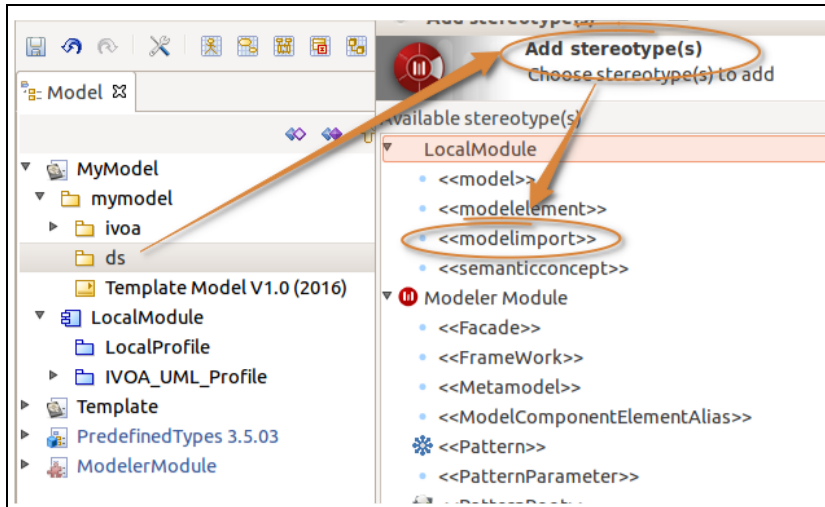 Model
MyModel
mymodel
ivoa
ds
Template Model V1.0 (2016)
LocalModule
LocalProfile
IVOA_UML_Profile
Template
PredefinedTypes 3.5.03
ModelerModule
Add stereotype(s)
Add stereotype(s)
Choose stereotype(s) to add
Available stereotype(s)
LocalModule
<<model>>
<<modelelement>>
<<modelimport>>
<<semanticconcept>>
Modeler Module
<<Facade>>
<<FrameWork>>
<<Metamodel>>
<<ModelComponentElementAlias>>
<<Pattern>>
<<PatternParameter>>